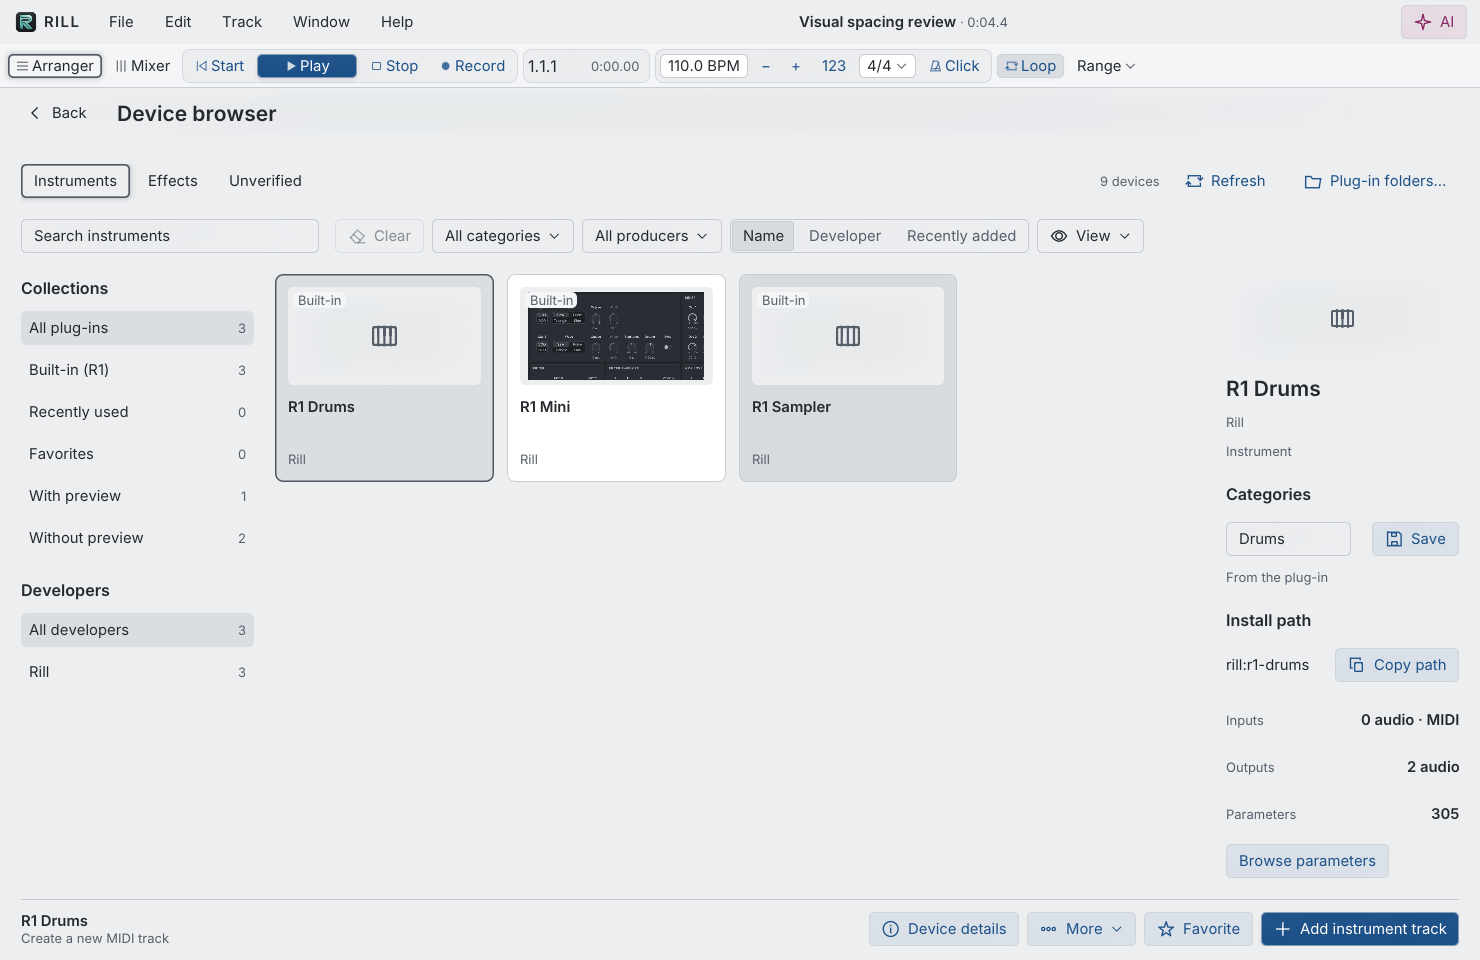 RILL File Edit Track Window Help Visual spacing review · 0:04.4 AI
Arranger Mixer Start Play Stop Record 1.1.1 0:00.00 110.0 BPM − + 123 4/4 Click Loop Range
Back Device browser
Instruments Effects Unverified 9 devices Refresh Plug-in folders...
Search instruments Clear All categories All producers Name Developer Recently added View
Collections
All plug-ins 3
Built-in (R1) 3
Recently used 0
Favorites 0
With preview 1
Without preview 2
Developers
All developers 3
Rill 3
Built-in
R1 Drums
Rill
Built-in
R1 Mini
Rill
Built-in
R1 Sampler
Rill
R1 Drums
Rill
Instrument
Categories
Drums Save
From the plug-in
Install path
rill:r1-drums Copy path
Inputs 0 audio · MIDI
Outputs 2 audio
Parameters 305
Browse parameters
R1 Drums
Create a new MIDI track
Device details More Favorite Add instrument track